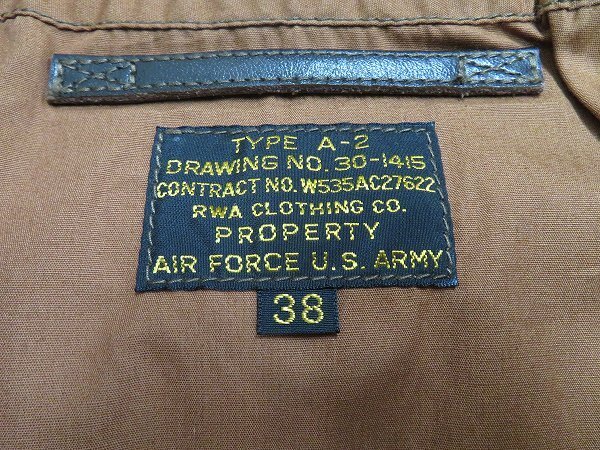 TYPE A-2
DRAWING NO. 30-1415
CONTRACT NO. W535AC27622
RWA CLOTHING CO.
PROPERTY
AIR FORCE U.S. ARMY
38